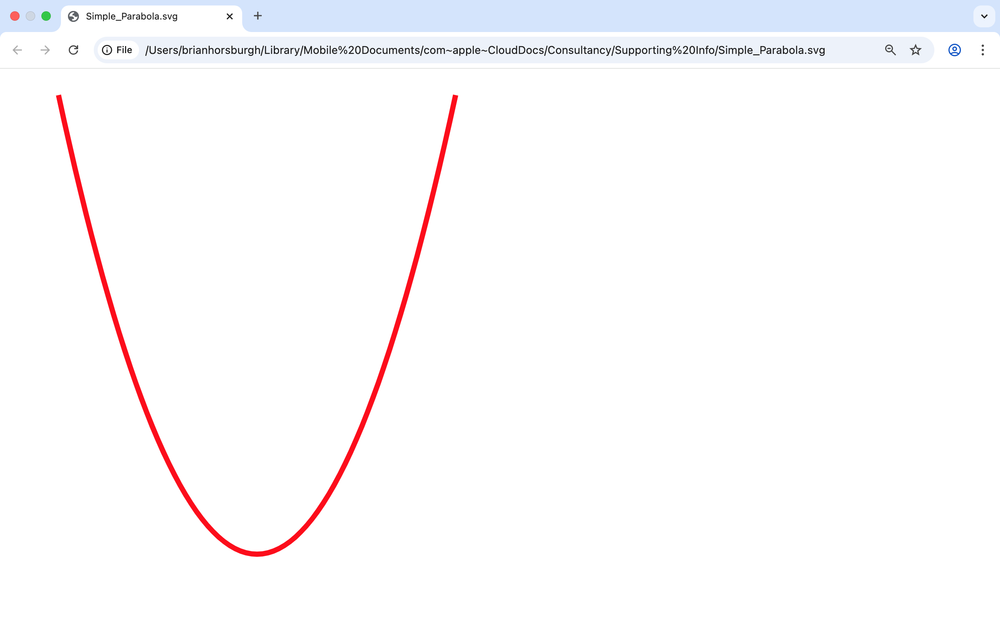 Simple_Parabola.svg
File /Users/brianhorsburgh/Library/Mobile%20Documents/com~apple~CloudDocs/Consultancy/Supporting%20Info/Simple_Parabola.svg